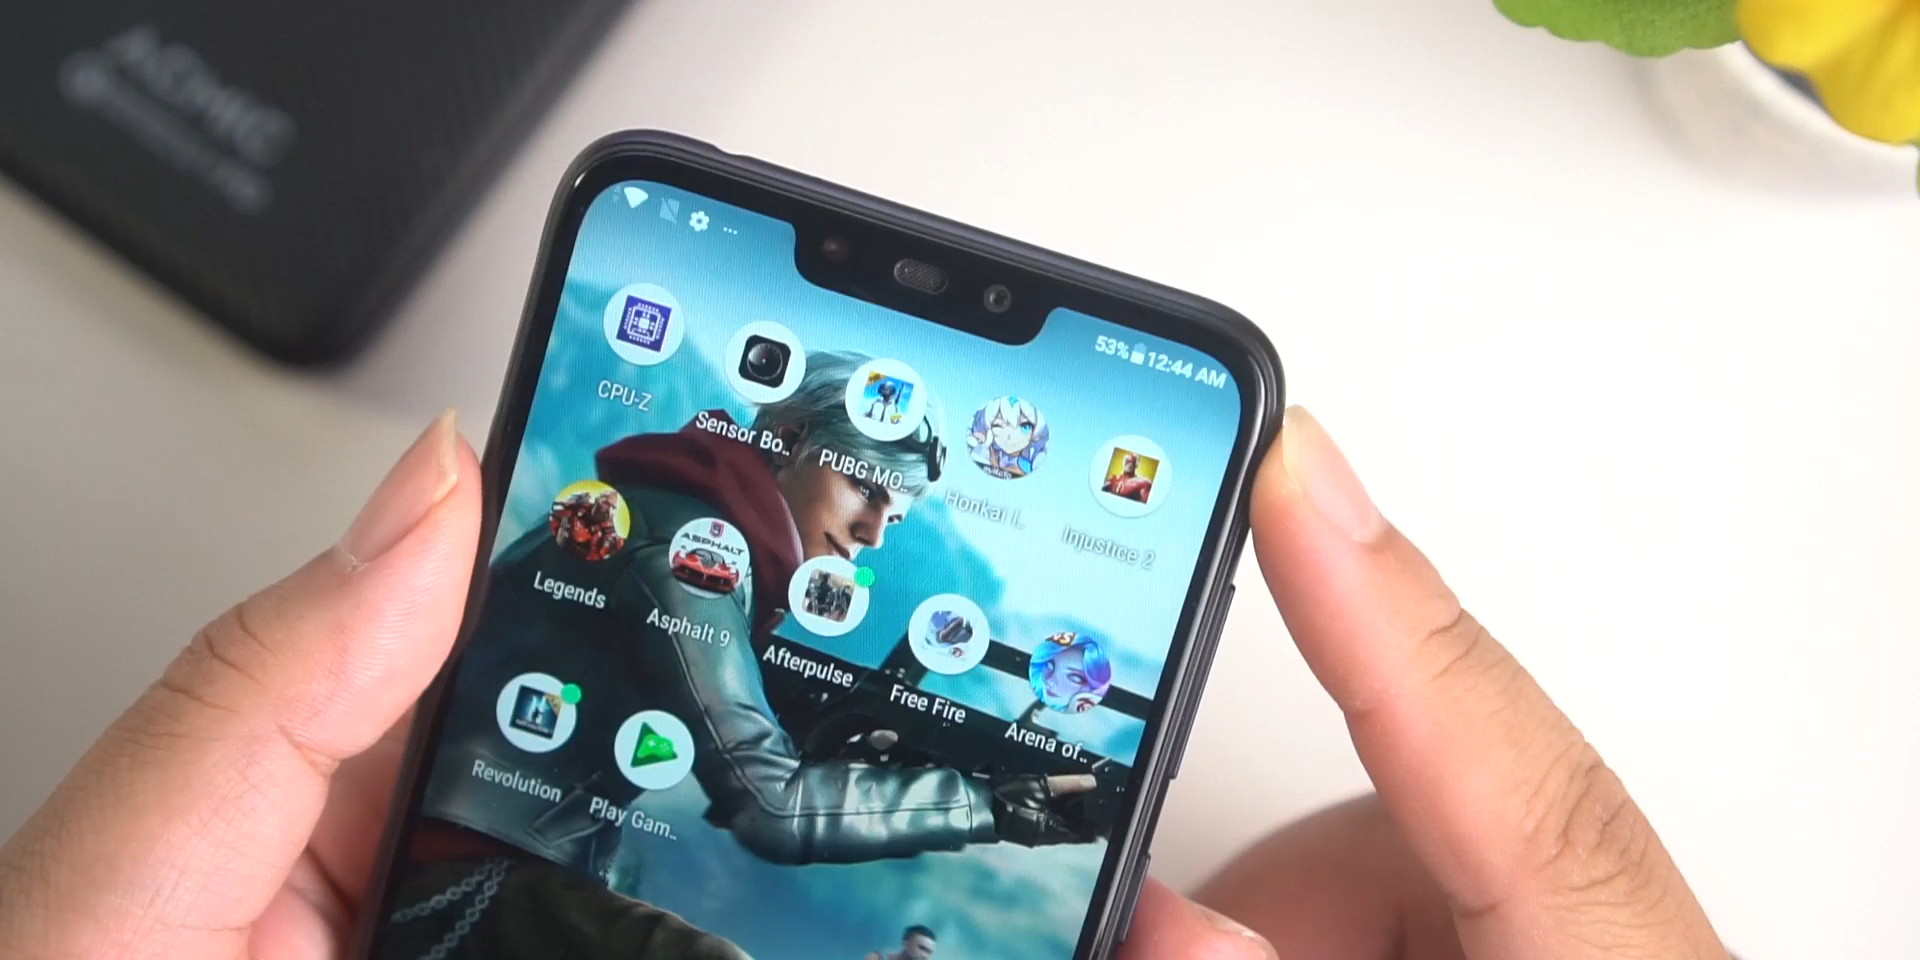 53% 12:44 AM
CPU-Z
Sensor Bo..
PUBG MO..
Honkai I..
Injustice 2
Legends
ASPHALT
Asphalt 9
Afterpulse
Free Fire
Arena of..
Revolution
Play Gam..